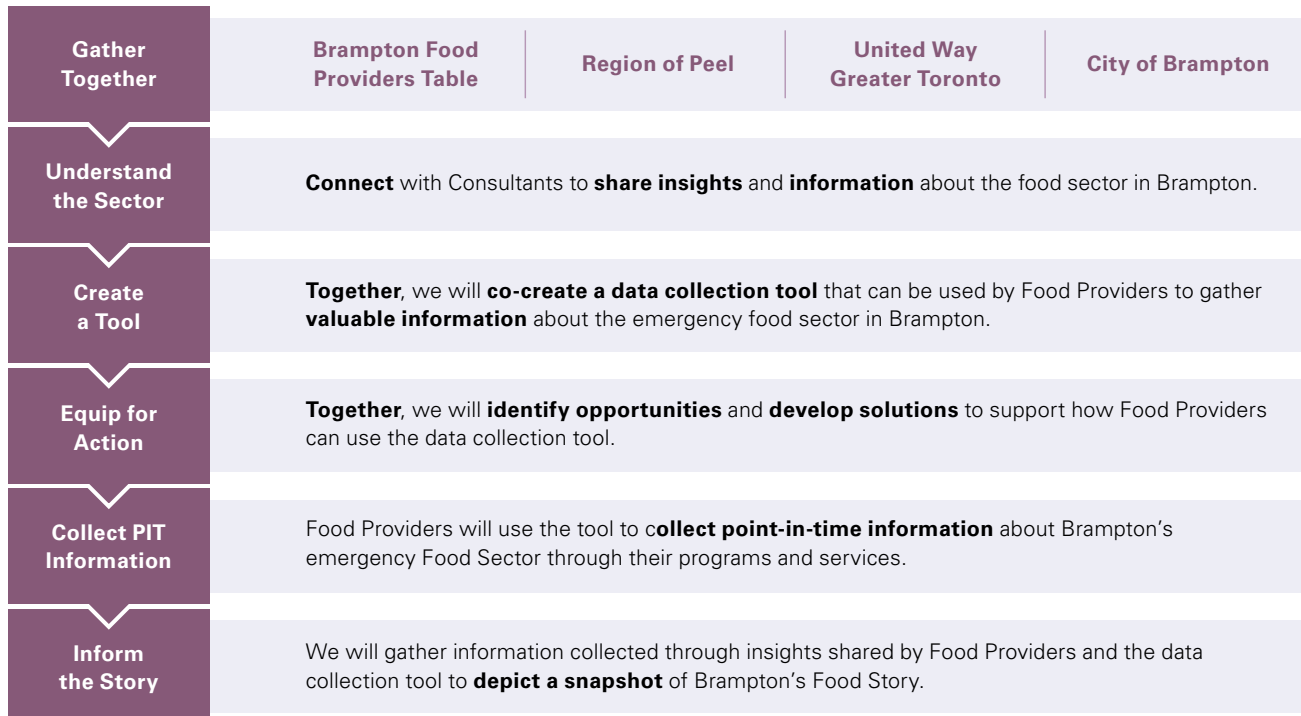 Gather
Together
Brampton Food
Providers Table
Region of Peel
United Way
Greater Toronto
City of Brampton
Understand
the Sector
Connect with Consultants to share insights and information about the food sector in Brampton.
Create
a Tool
Together, we will co-create a data collection tool that can be used by Food Providers to gather
valuable information about the emergency food sector in Brampton.
Equip for
Action
Together, we will identify opportunities and develop solutions to support how Food Providers
can use the data collection tool.
Collect PIT
Information
Food Providers will use the tool to collect point-in-time information about Brampton’s
emergency Food Sector through their programs and services.
Inform
the Story
We will gather information collected through insights shared by Food Providers and the data
collection tool to depict a snapshot of Brampton’s Food Story.